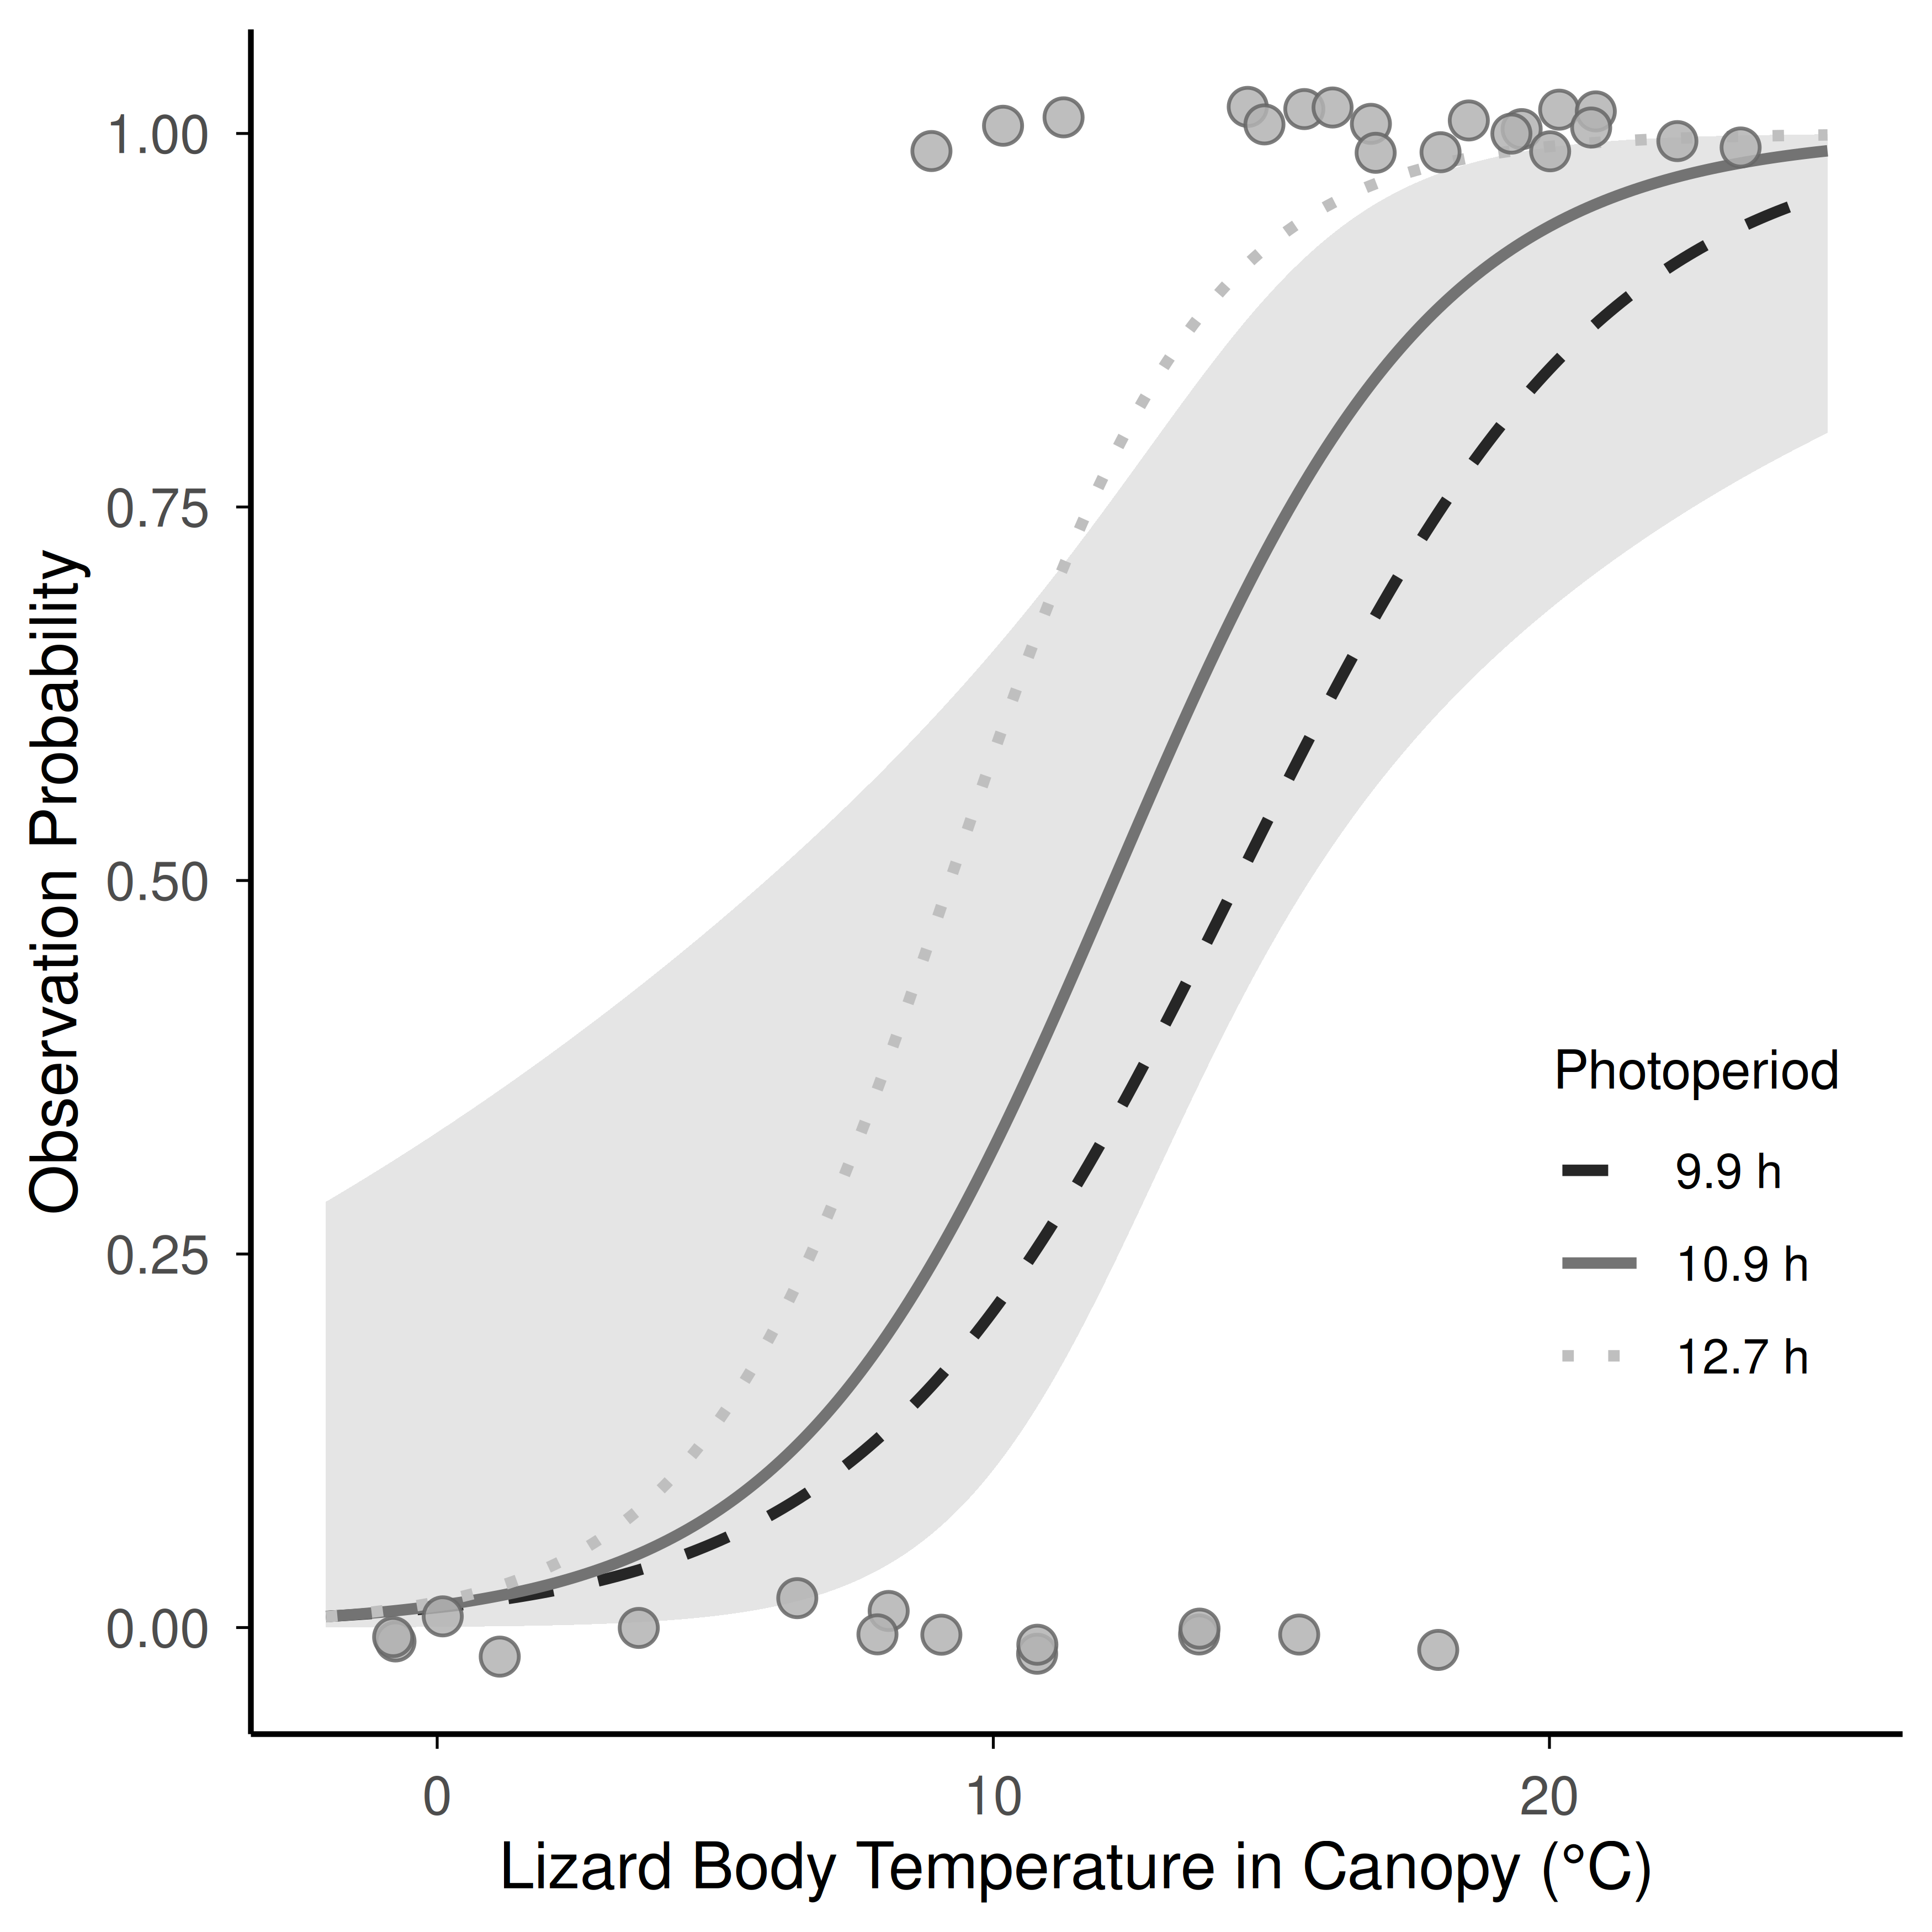 1.00
0.75
0.50
0.25
0.00
Observation Probability
Photoperiod
9.9 h
10.9 h
12.7 h
0 10 20
Lizard Body Temperature in Canopy (°C)